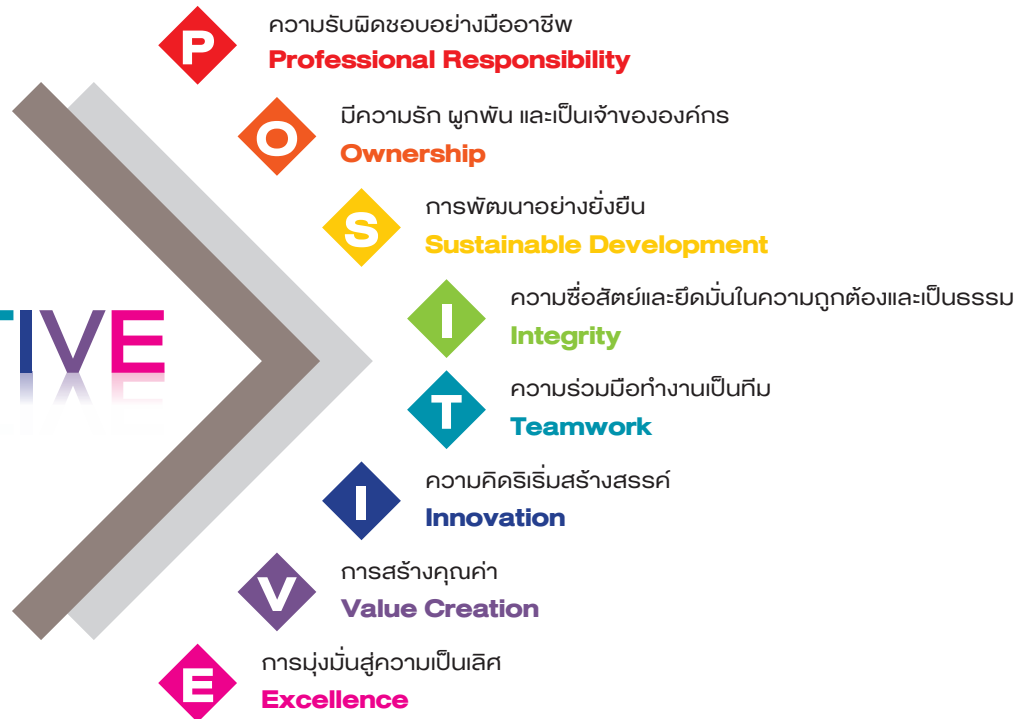 P
ความรับผิดชอบอย่างมืออาชีพ
Professional Responsibility
O
มีความรัก ผูกพัน และเป็นเจ้าขององค์กร
Ownership
S
การพัฒนาอย่างยั่งยืน
Sustainable Development
I
ความซื่อสัตย์และยึดมั่นในความถูกต้องและเป็นธรรม
Integrity
TIVE
T
ความร่วมมือทำงานเป็นทีม
Teamwork
I
ความคิดริเริ่มสร้างสรรค์
Innovation
V
การสร้างคุณค่า
Value Creation
E
การมุ่งมั่นสู่ความเป็นเลิศ
Excellence